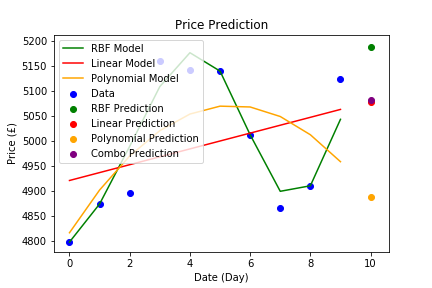 Price Prediction
5200
5150
5100
5050
5000
4950
4900
4850
4800
Price (£)
RBF Model
Linear Model
Polynomial Model
Data
RBF Prediction
Linear Prediction
Polynomial Prediction
Combo Prediction
0 2 4 6 8 10
Date (Day)